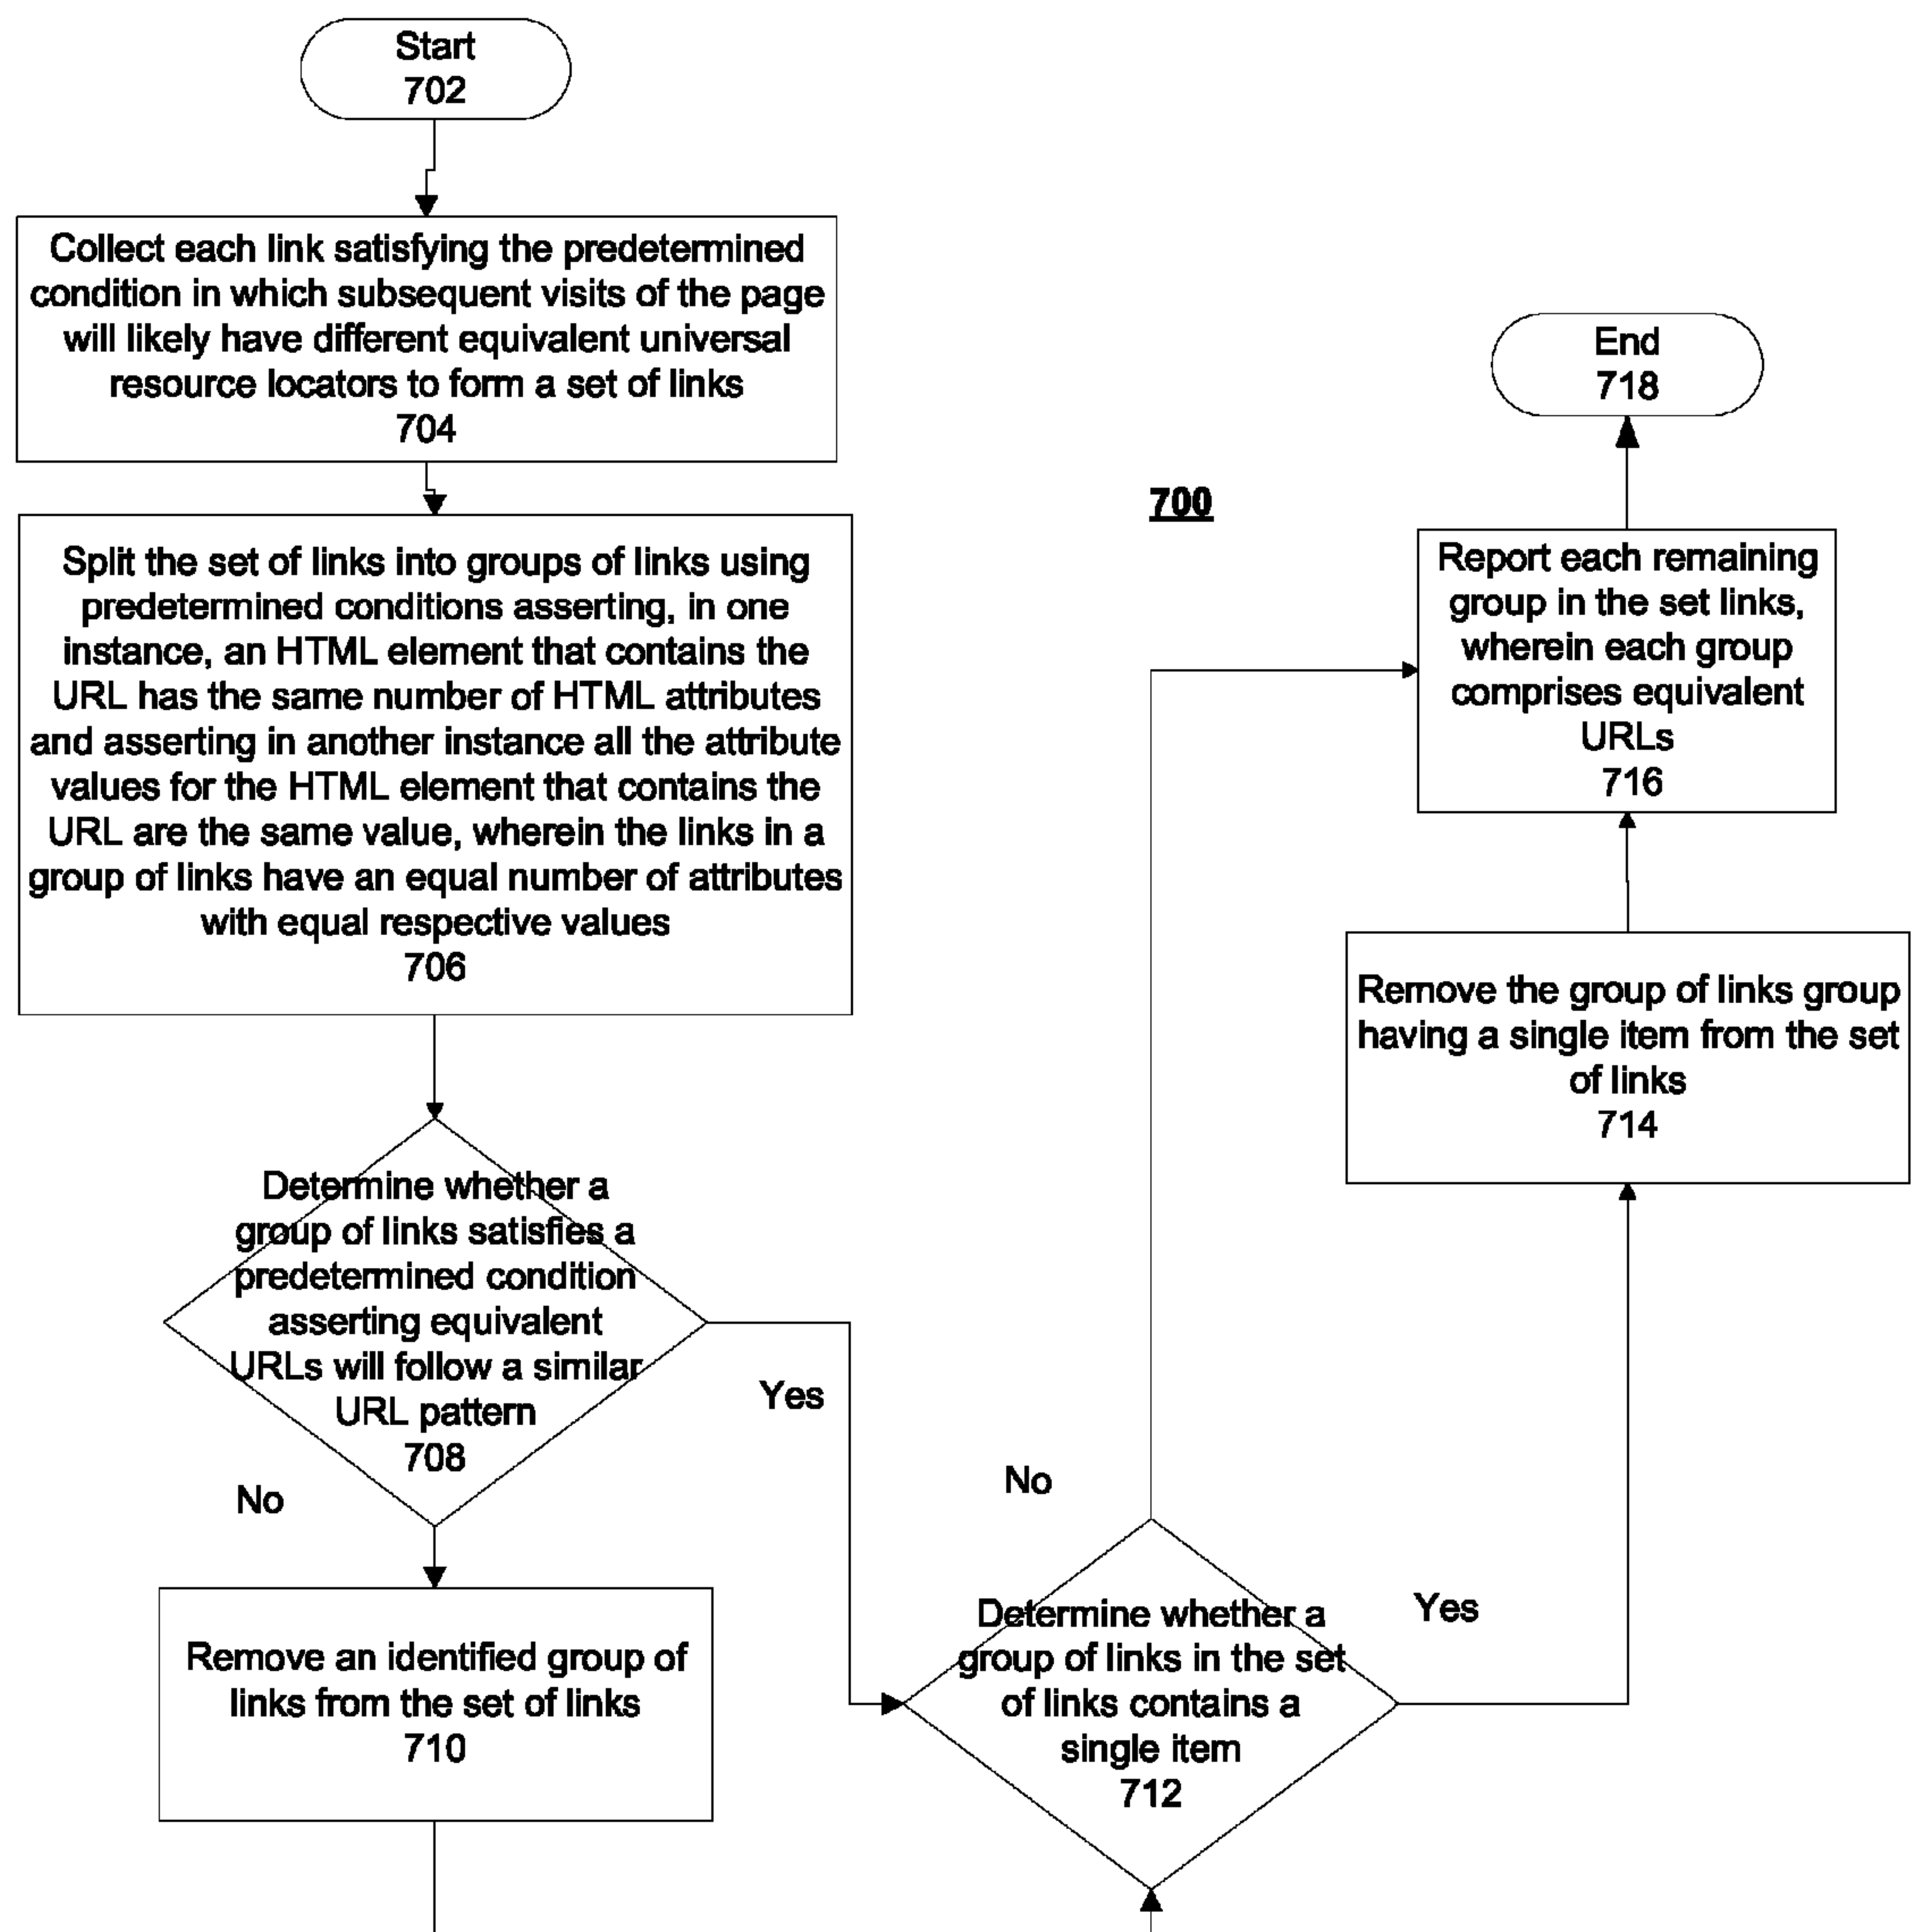 Start
702
Collect each link satisfying the predetermined
condition in which subsequent visits of the page
will likely have different equivalent universal
resource locators to form a set of links
704
Split the set of links into groups of links using
predetermined conditions asserting, in one
instance, an HTML element that contains the
URL has the same number of HTML attributes
and asserting in another instance all the attribute
values for the HTML element that contains the
URL are the same value, wherein the links in a
group of links have an equal number of attributes
with equal respective values
706
Determine whether a
group of links satisfies a
predetermined condition
asserting equivalent
URLs will follow a similar
URL pattern
708
Yes
No
Remove an identified group of
links from the set of links
710
Determine whether a
group of links in the set
of links contains a
single item
712
No
Yes
Remove the group of links group
having a single item from the set
of links
714
Report each remaining
group in the set links,
wherein each group
comprises equivalent
URLs
716
End
718
700